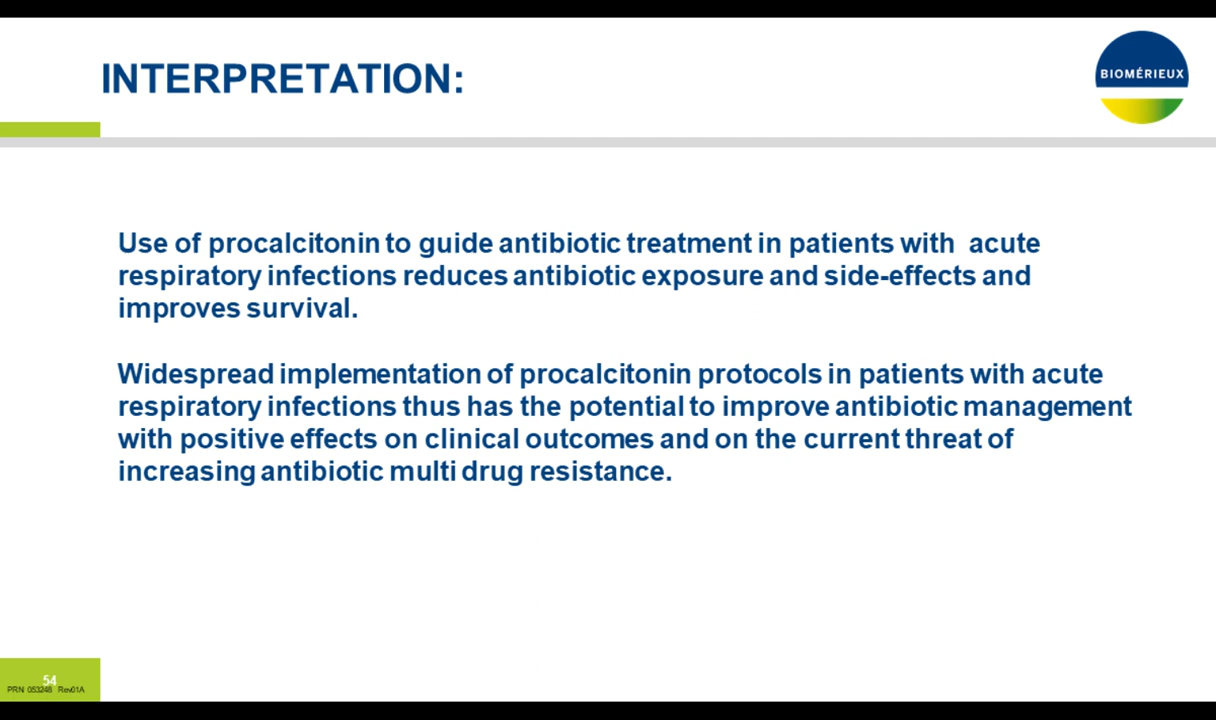 INTERPRETATION:
BIOMÉRIEUX
Use of procalcitonin to guide antibiotic treatment in patients with acute
respiratory infections reduces antibiotic exposure and side-effects and
improves survival.
Widespread implementation of procalcitonin protocols in patients with acute
respiratory infections thus has the potential to improve antibiotic management
with positive effects on clinical outcomes and on the current threat of
increasing antibiotic multi drug resistance.
54
PRN 053248 Rev01A